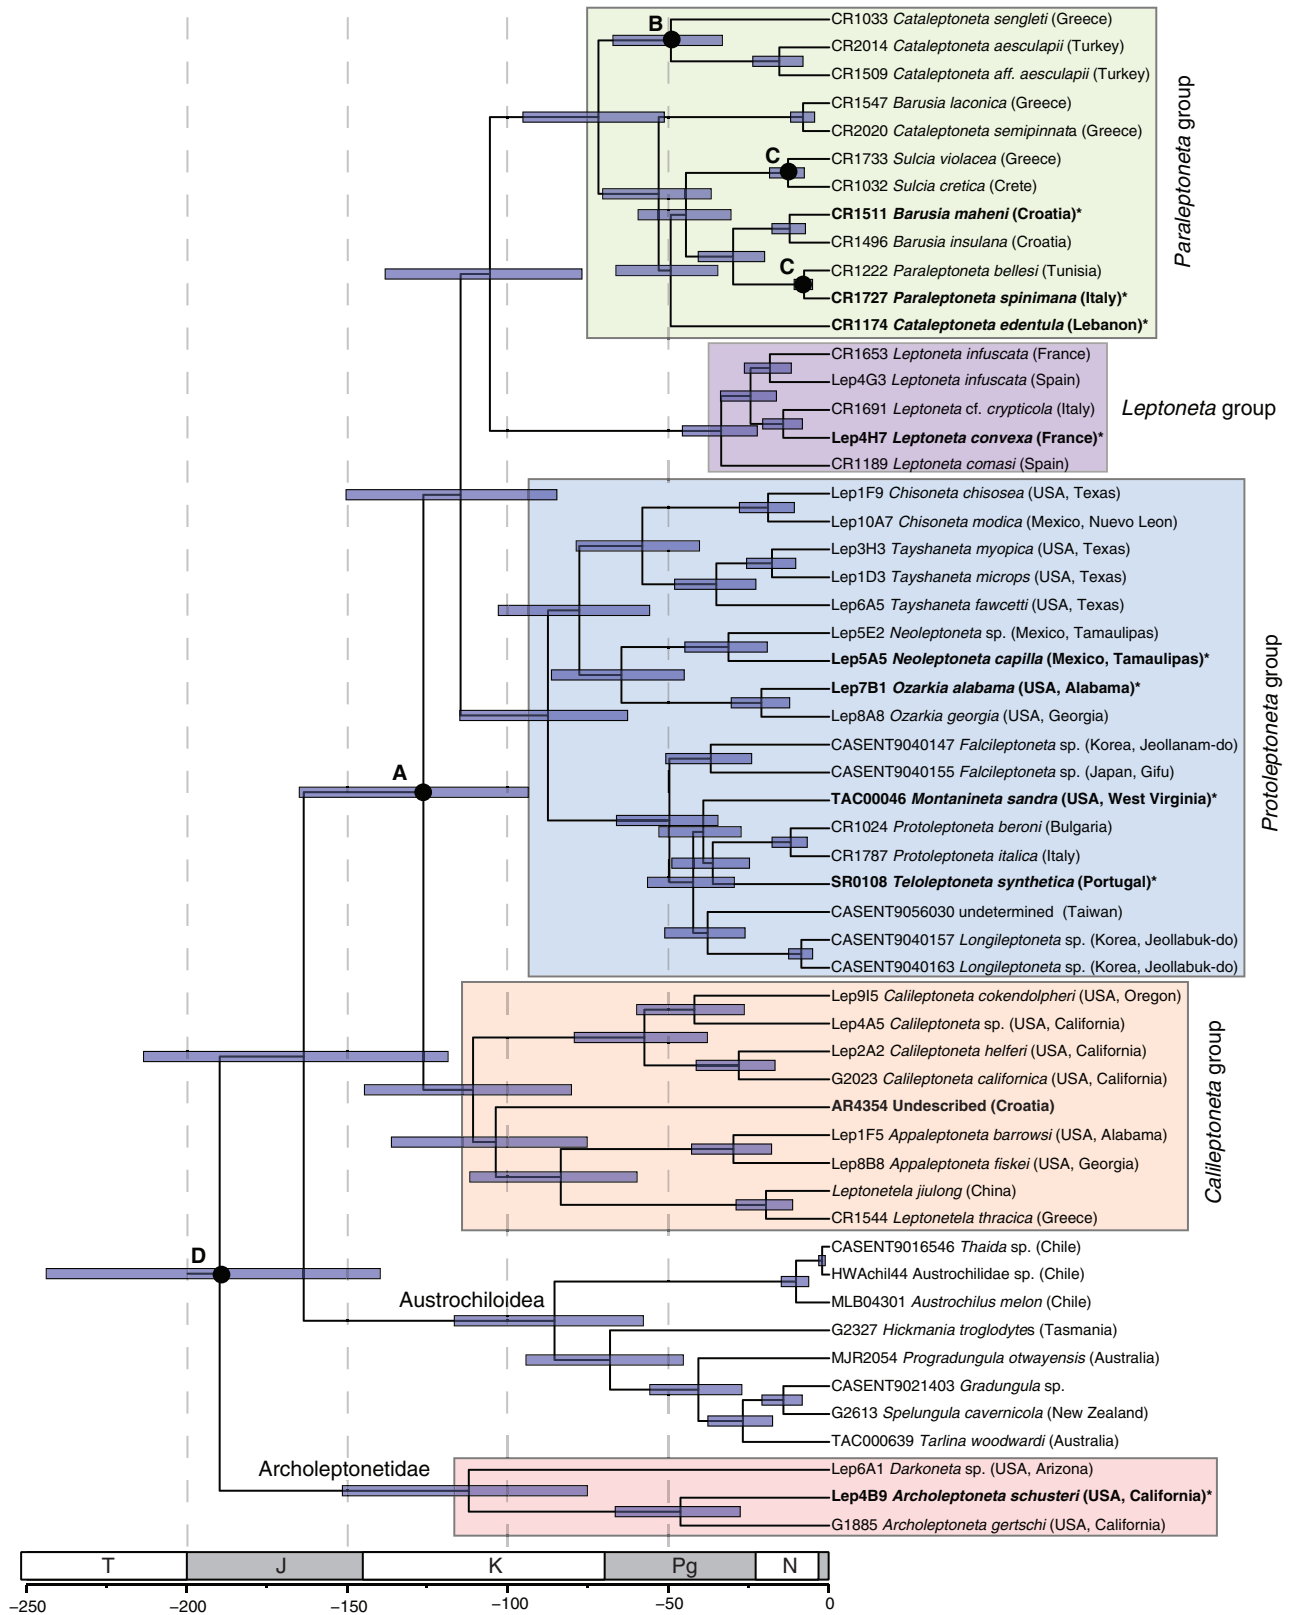 B
CR1033 Cataleptoneta sengleti (Greece)
CR2014 Cataleptoneta aesculapii (Turkey)
CR1509 Cataleptoneta aff. aesculapii (Turkey)
CR1547 Barusia laconica (Greece)
CR2020 Cataleptoneta semipinnata (Greece)
C
CR1733 Sulcia violacea (Greece)
CR1032 Sulcia cretica (Crete)
CR1511 Barusia maheni (Croatia)*
CR1496 Barusia insulana (Croatia)
C
CR1222 Paraleptoneta bellesi (Tunisia)
CR1727 Paraleptoneta spinimana (Italy)*
CR1174 Cataleptoneta edentula (Lebanon)*
Paraleptoneta group
CR1653 Leptoneta infuscata (France)
Lep4G3 Leptoneta infuscata (Spain)
CR1691 Leptoneta cf. crypticola (Italy)
Lep4H7 Leptoneta convexa (France)*
CR1189 Leptoneta comasi (Spain)
Leptoneta group
Lep1F9 Chisoneta chisosea (USA, Texas)
Lep10A7 Chisoneta modica (Mexico, Nuevo Leon)
Lep3H3 Tayshaneta myopica (USA, Texas)
Lep1D3 Tayshaneta microps (USA, Texas)
Lep6A5 Tayshaneta fawcetti (USA, Texas)
Lep5E2 Neoleptoneta sp. (Mexico, Tamaulipas)
Lep5A5 Neoleptoneta capilla (Mexico, Tamaulipas)*
Lep7B1 Ozarkia alabama (USA, Alabama)*
Lep8A8 Ozarkia georgia (USA, Georgia)
CASENT9040147 Falcileptoneta sp. (Korea, Jeollanam-do)
CASENT9040155 Falcileptoneta sp. (Japan, Gifu)
A
TAC00046 Montanineta sandra (USA, West Virginia)*
CR1024 Protoleptoneta beroni (Bulgaria)
CR1787 Protoleptoneta italica (Italy)
SR0108 Teloleptoneta synthetica (Portugal)*
CASENT9056030 undetermined (Taiwan)
CASENT9040157 Longileptoneta sp. (Korea, Jeollabuk-do)
CASENT9040163 Longileptoneta sp. (Korea, Jeollabuk-do)
Protoleptoneta group
Lep9I5 Calileptoneta cokendolpheri (USA, Oregon)
Lep4A5 Calileptoneta sp. (USA, California)
Lep2A2 Calileptoneta helferi (USA, California)
G2023 Calileptoneta californica (USA, California)
AR4354 Undescribed (Croatia)
Lep1F5 Appaleptoneta barrowsi (USA, Alabama)
Lep8B8 Appaleptoneta fiskei (USA, Georgia)
Leptonetela jiulong (China)
CR1544 Leptonetela thracica (Greece)
Calileptoneta group
D
CASENT9016546 Thaida sp. (Chile)
HWAchil44 Austrochilidae sp. (Chile)
MLB04301 Austrochilus melon (Chile)
Austrochiloidea
G2327 Hickmania troglodytes (Tasmania)
MJR2054 Progradungula otwayensis (Australia)
CASENT9021403 Gradungula sp.
G2613 Spelungula cavernicola (New Zealand)
TAC000639 Tarlina woodwardi (Australia)
Archoleptonetidae
Lep6A1 Darkoneta sp. (USA, Arizona)
Lep4B9 Archoleptoneta schusteri (USA, California)*
G1885 Archoleptoneta gertschi (USA, California)
T J K Pg N
−250 −200 −150 −100 −50 0